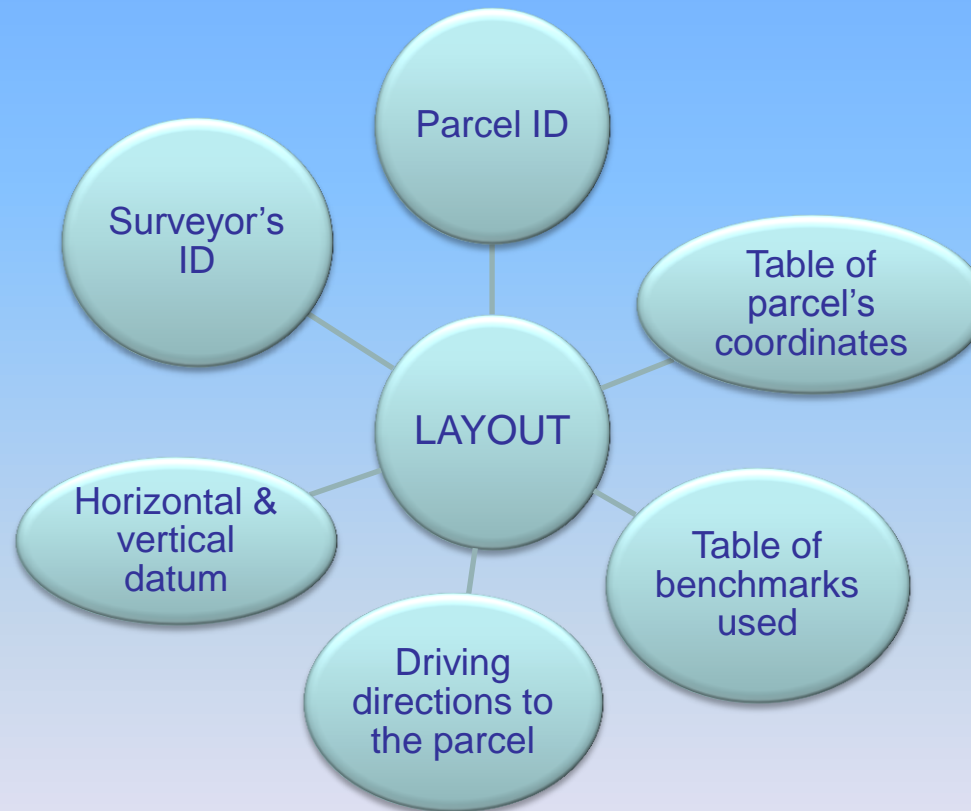 Parcel ID
Surveyor’s
ID
Table of
parcel’s
coordinates
LAYOUT
Horizontal &
vertical
datum
Table of
benchmarks
used
Driving
directions to
the parcel